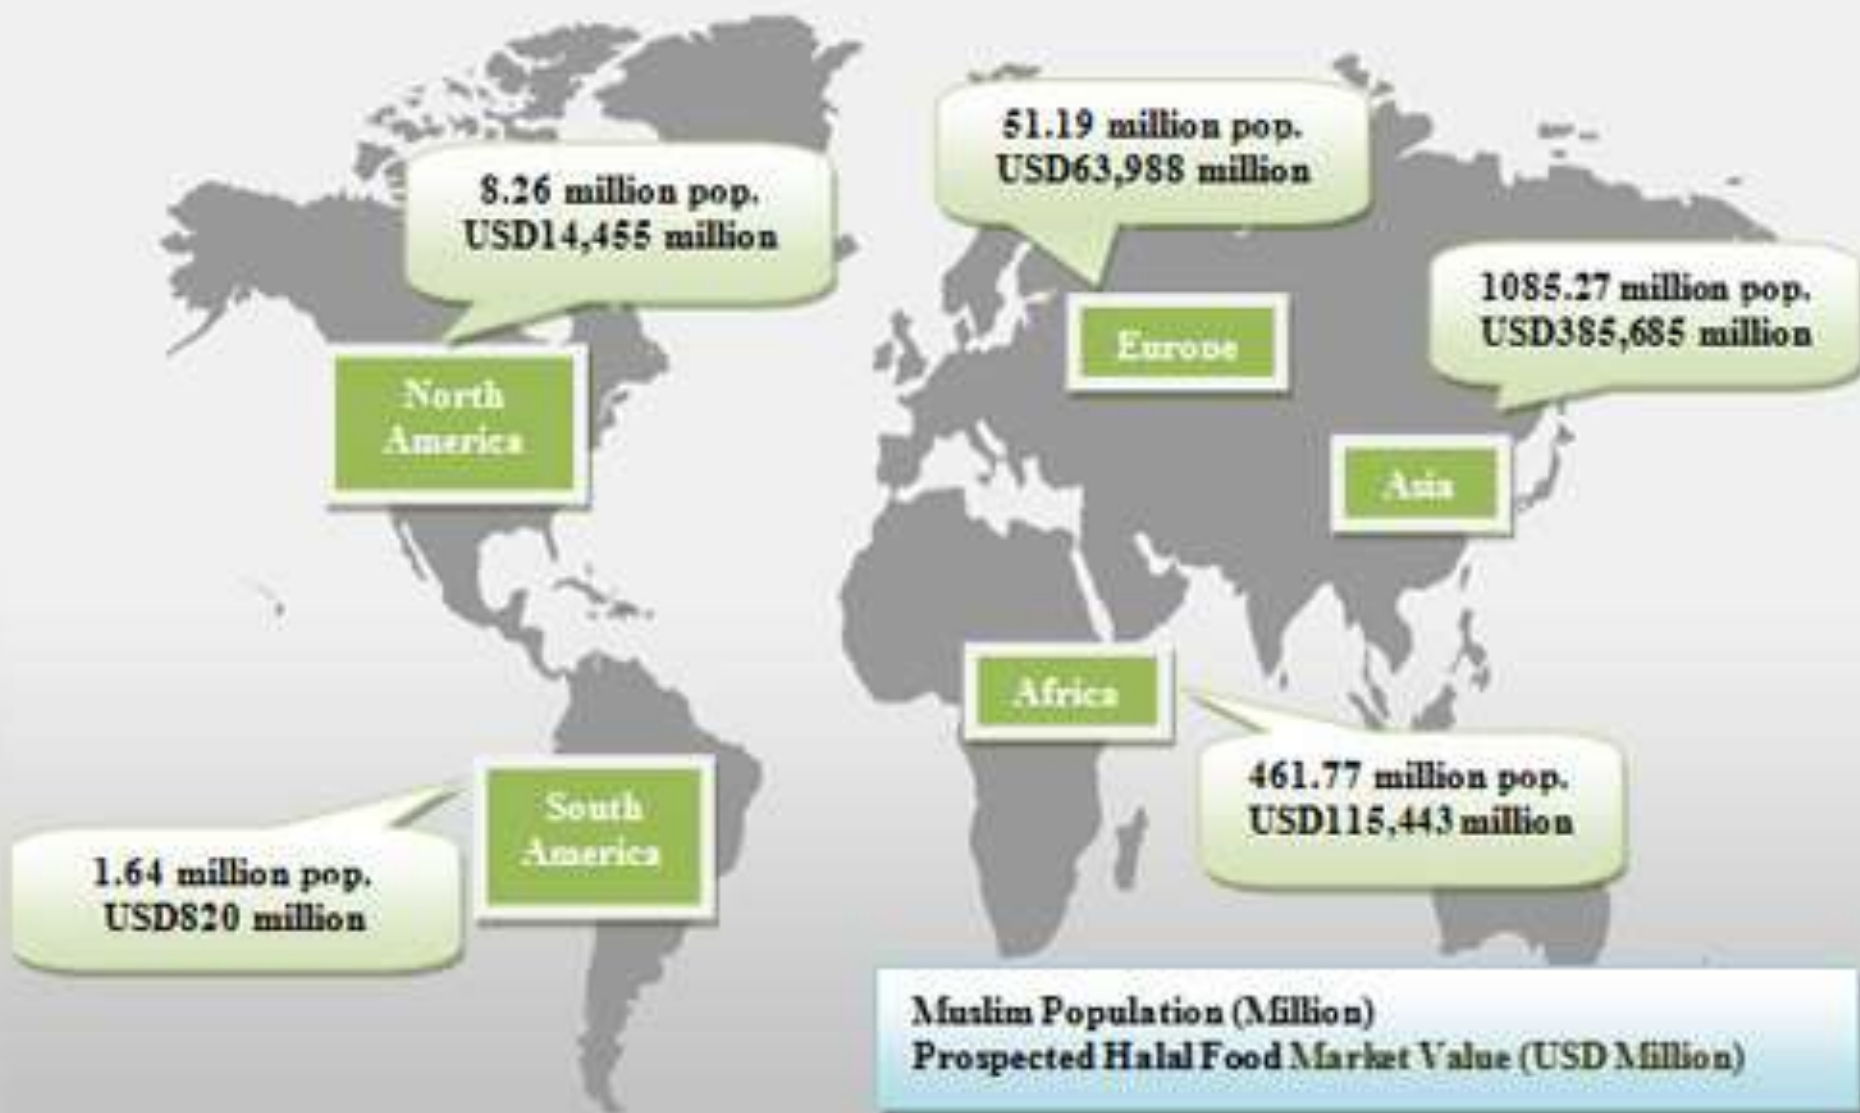 8.26 million pop.
USD14,455 million
North
America
51.19 million pop.
USD63,988 million
Europe
1085.27 million pop.
USD385,685 million
Asia
Africa
461.77 million pop.
USD115,443 million
South
America
1.64 million pop.
USD820 million
Muslim Population (Million)
Prospected Halal Food Market Value (USD Million)